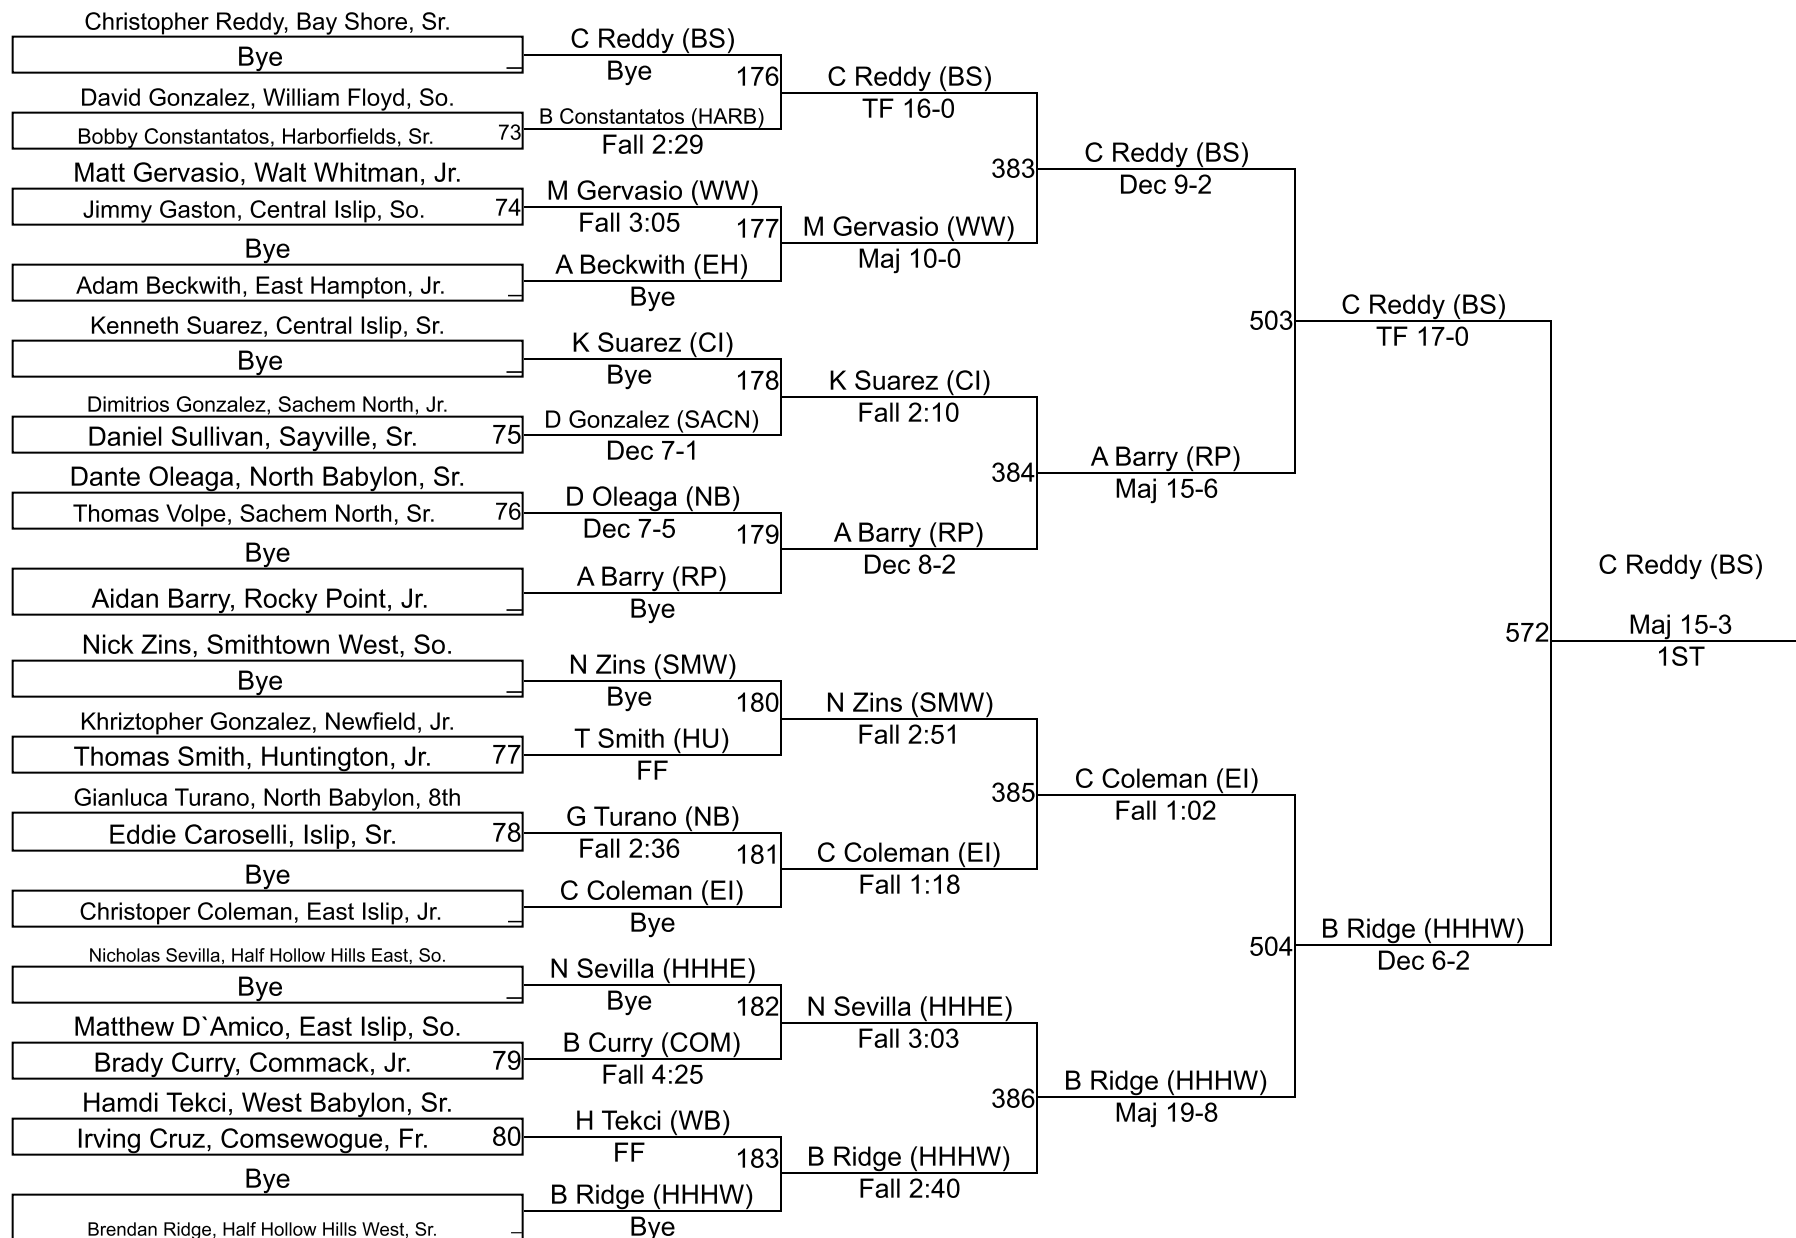 Christopher Reddy, Bay Shore, Sr.
Bye _
David Gonzalez, William Floyd, So.
Bobby Constantatos, Harborfields, Sr. 73
Matt Gervasio, Walt Whitman, Jr.
Jimmy Gaston, Central Islip, So. 74
Bye
Adam Beckwith, East Hampton, Jr. _
Kenneth Suarez, Central Islip, Sr.
Bye _
Dimitrios Gonzalez, Sachem North, Jr.
Daniel Sullivan, Sayville, Sr. 75
Dante Oleaga, North Babylon, Sr.
Thomas Volpe, Sachem North, Sr. 76
Bye
Aidan Barry, Rocky Point, Jr. _
Nick Zins, Smithtown West, So.
Bye _
Khriztopher Gonzalez, Newfield, Jr.
Thomas Smith, Huntington, Jr. 77
Gianluca Turano, North Babylon, 8th
Eddie Caroselli, Islip, Sr. 78
Bye
Christoper Coleman, East Islip, Jr. _
Nicholas Sevilla, Half Hollow Hills East, So.
Bye _
Matthew D`Amico, East Islip, So.
Brady Curry, Commack, Jr. 79
Hamdi Tekci, West Babylon, Sr.
Irving Cruz, Comsewogue, Fr. 80
Bye
Brendan Ridge, Half Hollow Hills West, Sr. _
C Reddy (BS)
Bye
176
B Constantatos (HARB)
Fall 2:29
M Gervasio (WW)
Fall 3:05
177
A Beckwith (EH)
Bye
K Suarez (CI)
Bye
178
D Gonzalez (SACN)
Dec 7-1
D Oleaga (NB)
Dec 7-5
179
A Barry (RP)
Bye
N Zins (SMW)
Bye
180
T Smith (HU)
FF
G Turano (NB)
Fall 2:36
181
C Coleman (EI)
Bye
N Sevilla (HHHE)
Bye
182
B Curry (COM)
Fall 4:25
H Tekci (WB)
FF
183
B Ridge (HHHW)
Bye
C Reddy (BS)
TF 16-0
383
M Gervasio (WW)
Maj 10-0
K Suarez (CI)
Fall 2:10
384
A Barry (RP)
Dec 8-2
N Zins (SMW)
Fall 2:51
385
C Coleman (EI)
Fall 1:18
N Sevilla (HHHE)
Fall 3:03
386
B Ridge (HHHW)
Fall 2:40
C Reddy (BS)
Dec 9-2
503
A Barry (RP)
Maj 15-6
C Coleman (EI)
Fall 1:02
504
B Ridge (HHHW)
Maj 19-8
C Reddy (BS)
TF 17-0
572
B Ridge (HHHW)
Dec 6-2
C Reddy (BS)
Maj 15-3
1ST